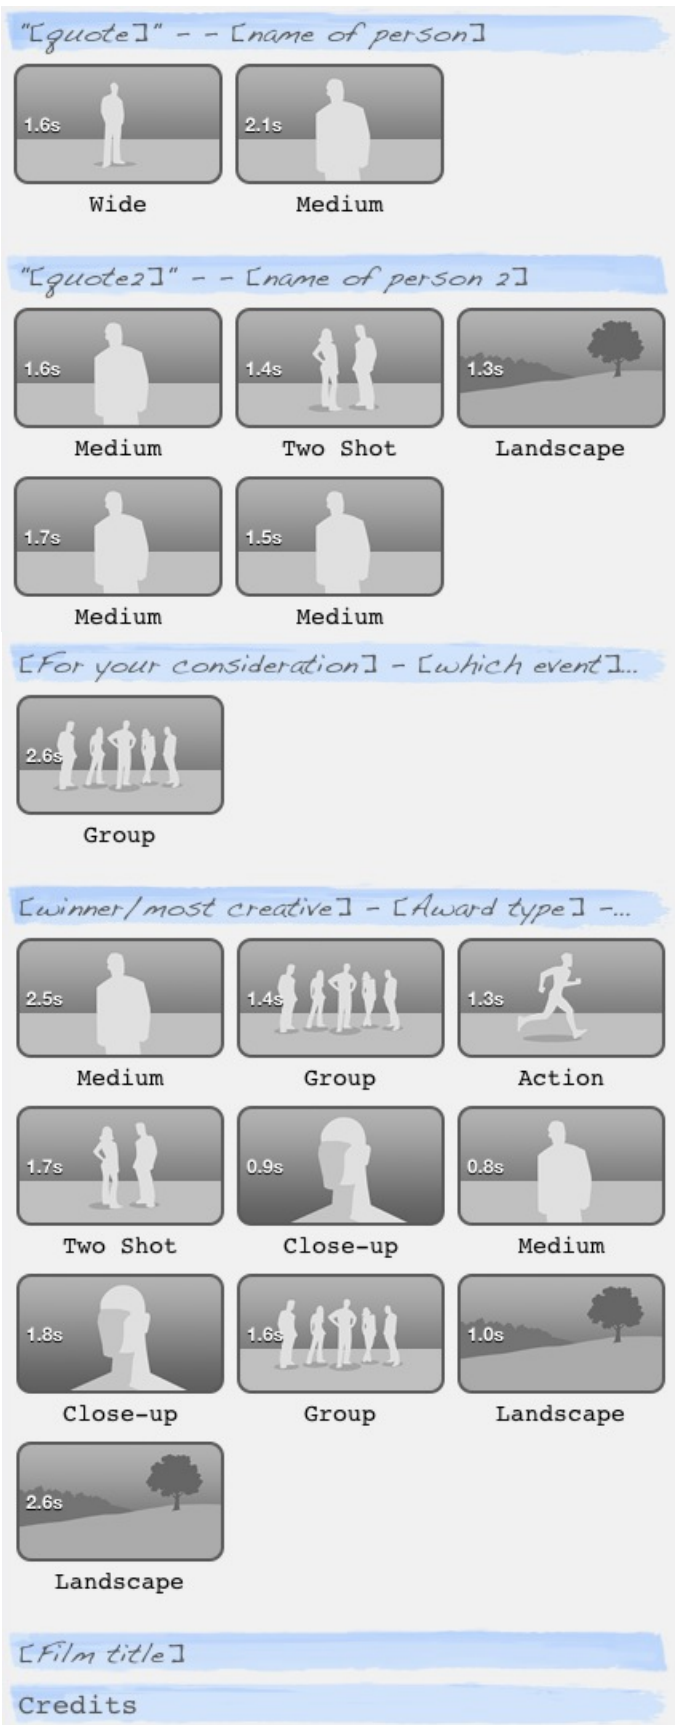 "[quote]" - - [name of person]
1.6s 2.1s
Wide Medium
"[quote2]" - - [name of person 2]
1.6s 1.4s 1.3s
Medium Two Shot Landscape
1.7s 1.5s
Medium Medium
[For your consideration] - [which event]...
2.6s
Group
[winner/most creative] - [Award type] -...
2.5s 1.4s 1.3s
Medium Group Action
1.7s 0.9s 0.8s
Two Shot Close-up Medium
1.8s 1.6s 1.0s
Close-up Group Landscape
2.6s
Landscape
[Film title]
Credits